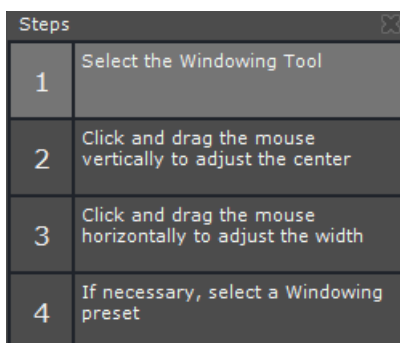 Steps
1
Select the Windowing Tool
2
Click and drag the mouse
vertically to adjust the center
3
Click and drag the mouse
horizontally to adjust the width
4
If necessary, select a Windowing
preset